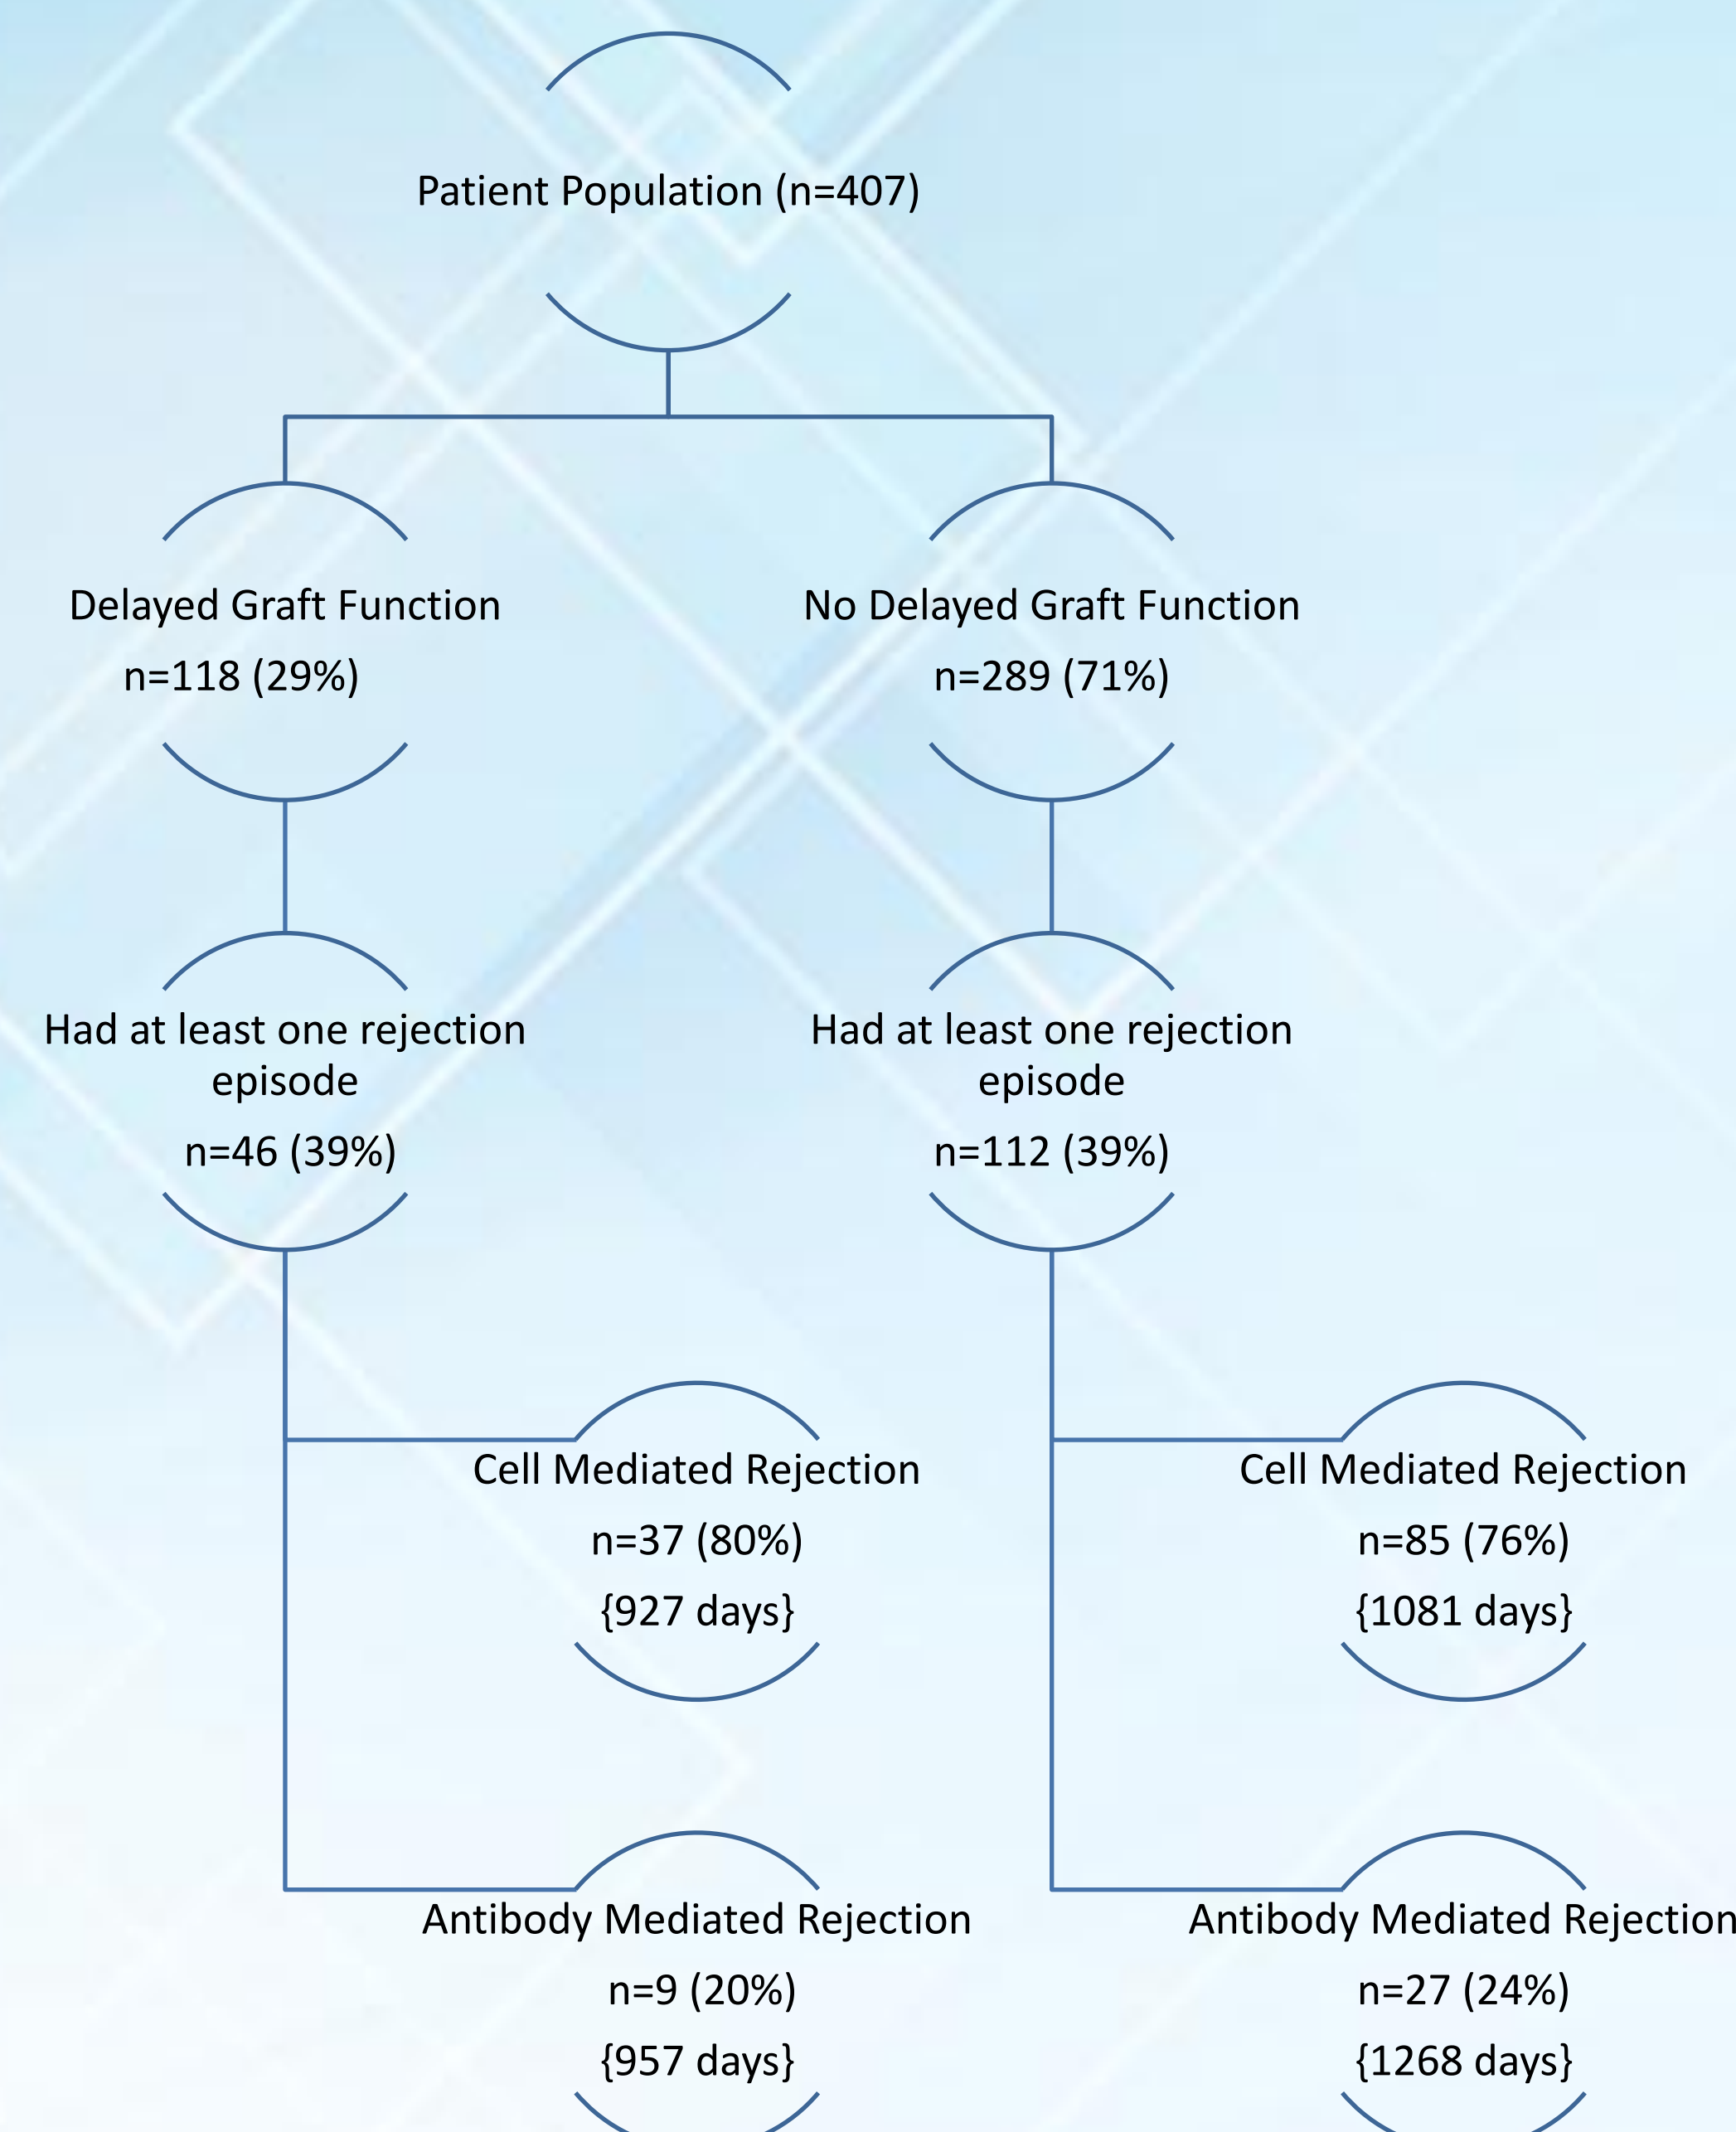 Patient Population (n=407)
Delayed Graft Function
n=118 (29%)
No Delayed Graft Function
n=289 (71%)
Had at least one rejection
episode
n=46 (39%)
Had at least one rejection
episode
n=112 (39%)
Cell Mediated Rejection
n=37 (80%)
{927 days}
Cell Mediated Rejection
n=85 (76%)
{1081 days}
Antibody Mediated Rejection
n=9 (20%)
{957 days}
Antibody Mediated Rejection
n=27 (24%)
{1268 days}